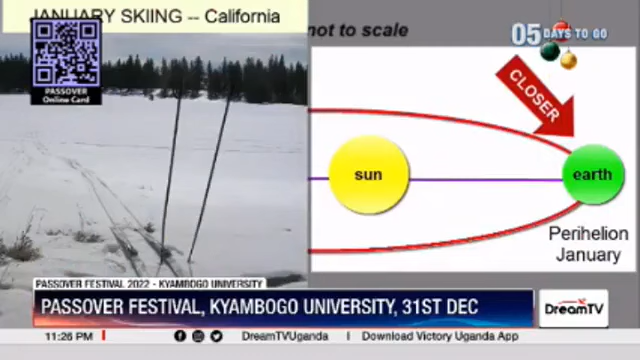 JANUARY SKIING -- California
not to scale
05 DAYS TO GO
PASSOVER
Online Card
CLOSER
sun
earth
Perihelion
January
PASSOVER FESTIVAL 2022 - KYAMBOGO UNIVERSITY
PASSOVER FESTIVAL, KYAMBOGO UNIVERSITY, 31ST DEC
DreamTV
11:26 PM
DreamTVUganda
Download Victory Uganda App